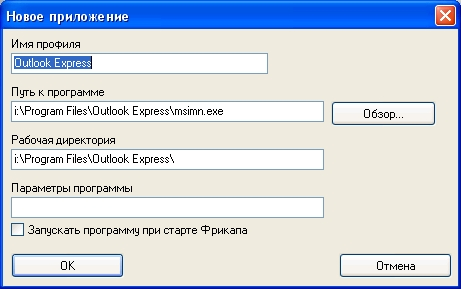 Новое приложение
Имя профиля
Outlook Express
Путь к программе
i:\Program Files\Outlook Express\msimn.exe
Обзор...
Рабочая директория
i:\Program Files\Outlook Express\
Параметры программы
Запускать программу при старте Фрикапа
OK
Отмена